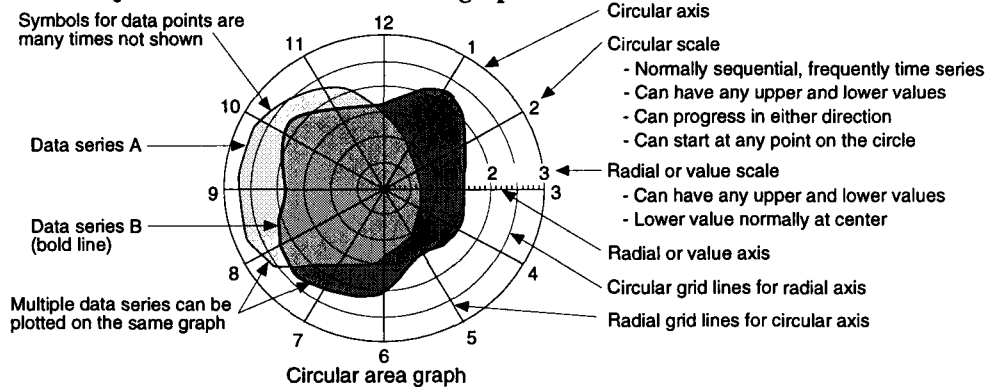 Symbols for data points are
many times not shown
Data series A
Data series B
(bold line)
Multiple data series can be
plotted on the same graph
12
11
1
10
2
9
2
3
3
8
4
7
5
6
Circular area graph
Circular axis
Circular scale
- Normally sequential, frequently time series
- Can have any upper and lower values
- Can progress in either direction
- Can start at any point on the circle
Radial or value scale
- Can have any upper and lower values
- Lower value normally at center
Radial or value axis
Circular grid lines for radial axis
Radial grid lines for circular axis